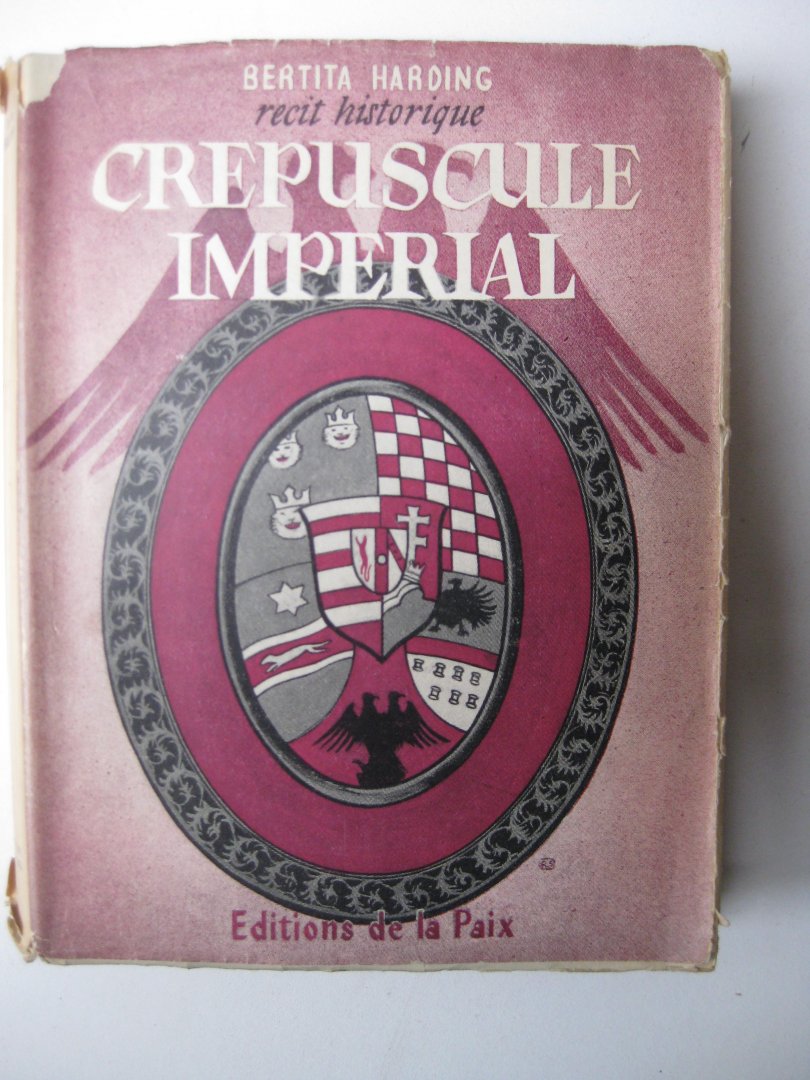 BERTITA HARDING
recit historique
CREPUSCULE
IMPERIAL
Editions de la Paix